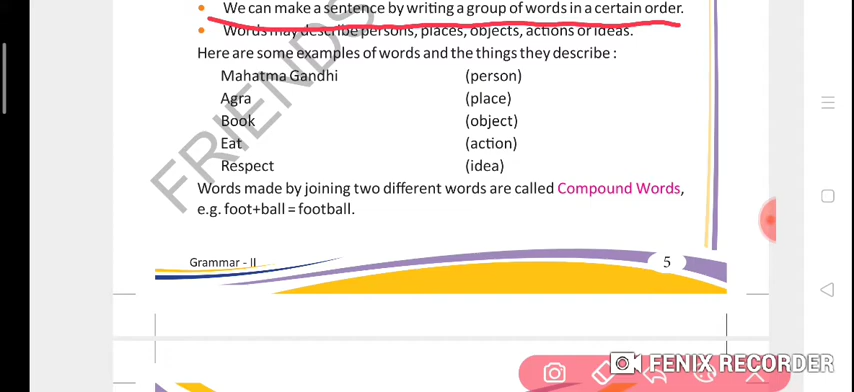 We can make a sentence by writing a group of words in a certain order.
Words may describe persons, places, objects, actions or ideas.
Here are some examples of words and the things they describe :
Mahatma Gandhi (person)
Agra (place)
Book (object)
Eat (action)
Respect (idea)
Words made by joining two different words are called Compound Words,
e.g. foot+ball = football.
FRIENDS
Grammar - II
5
FENIX RECORDER